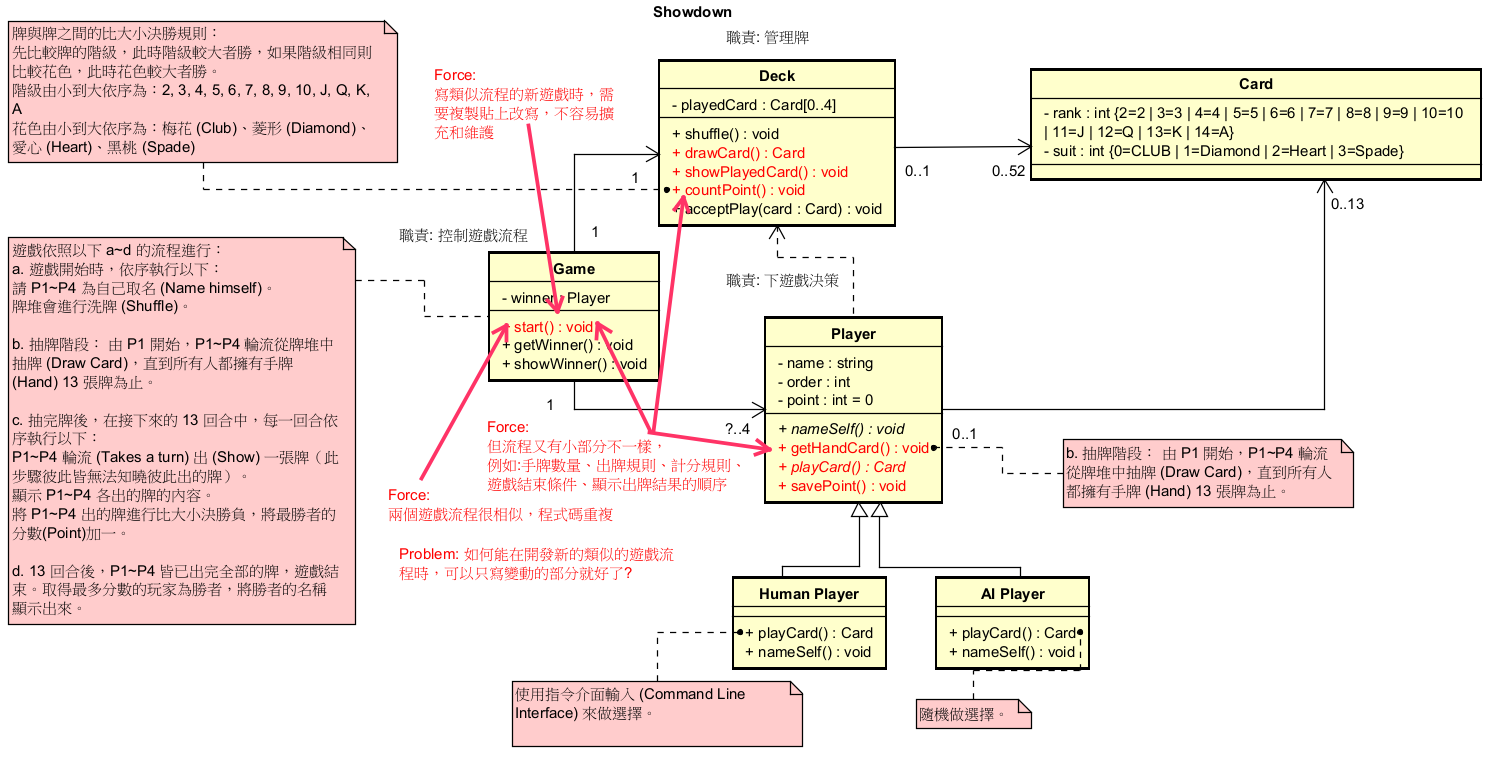 Showdown
職責: 管理牌
牌與牌之間的比大小決勝規則：
先比較牌的階級，此時階級較大者勝，如果階級相同則
比較花色，此時花色較大者勝。
階級由小到大依序為：2, 3, 4, 5, 6, 7, 8, 9, 10, J, Q, K,
A
花色由小到大依序為：梅花 (Club)、菱形 (Diamond)、
愛心 (Heart)、黑桃 (Spade)
Force:
寫類似流程的新遊戲時，需
要複製貼上改寫，不容易擴
充和維護
Deck
- playedCard : Card[0..4]
+ shuffle() : void
+ drawCard() : Card
+ showPlayedCard() : void
+ countPoint() : void
+ acceptPlay(card : Card) : void
Card
- rank : int {2=2 | 3=3 | 4=4 | 5=5 | 6=6 | 7=7 | 8=8 | 9=9 | 10=10
| 11=J | 12=Q | 13=K | 14=A}
- suit : int {0=CLUB | 1=Diamond | 2=Heart | 3=Spade}
1
0..1
0..52
0..13
1
職責: 控制遊戲流程
遊戲依照以下 a~d 的流程進行：
a. 遊戲開始時，依序執行以下：
請 P1~P4 為自己取名 (Name himself)。
牌堆會進行洗牌 (Shuffle)。
b. 抽牌階段： 由 P1 開始，P1~P4 輪流從牌堆中
抽牌 (Draw Card)，直到所有人都擁有手牌
(Hand) 13 張牌為止。
c. 抽完牌後，在接下來的 13 回合中，每一回合依
序執行以下：
P1~P4 輪流 (Takes a turn) 出 (Show) 一張牌（此
步驟彼此皆無法知曉彼此出的牌）。
顯示 P1~P4 各出的牌的內容。
將 P1~P4 出的牌進行比大小決勝負，將最勝者的
分數(Point)加一。
d. 13 回合後，P1~P4 皆已出完全部的牌，遊戲結
束。取得最多分數的玩家為勝者，將勝者的名稱
顯示出來。
Game
- winner : Player
+ start() : void
+ getWinner() : void
+ showWinner() : void
職責: 下遊戲決策
Player
- name : string
- order : int
- point : int = 0
+ nameSelf() : void
+ getHandCard() : void
+ playCard() : Card
+ savePoint() : void
1
?..4
0..1
Force:
但流程又有小部分不一樣，
例如:手牌數量、出牌規則、計分規則、
遊戲結束條件、顯示出牌結果的順序
b. 抽牌階段： 由 P1 開始，P1~P4 輪流
從牌堆中抽牌 (Draw Card)，直到所有人
都擁有手牌 (Hand) 13 張牌為止。
Force:
兩個遊戲流程很相似，程式碼重複
Problem: 如何能在開發新的類似的遊戲流
程時，可以只寫變動的部分就好了?
Human Player
+ playCard() : Card
+ nameSelf() : void
AI Player
+ playCard() : Card
+ nameSelf() : void
使用指令介面輸入 (Command Line
Interface) 來做選擇。
隨機做選擇。